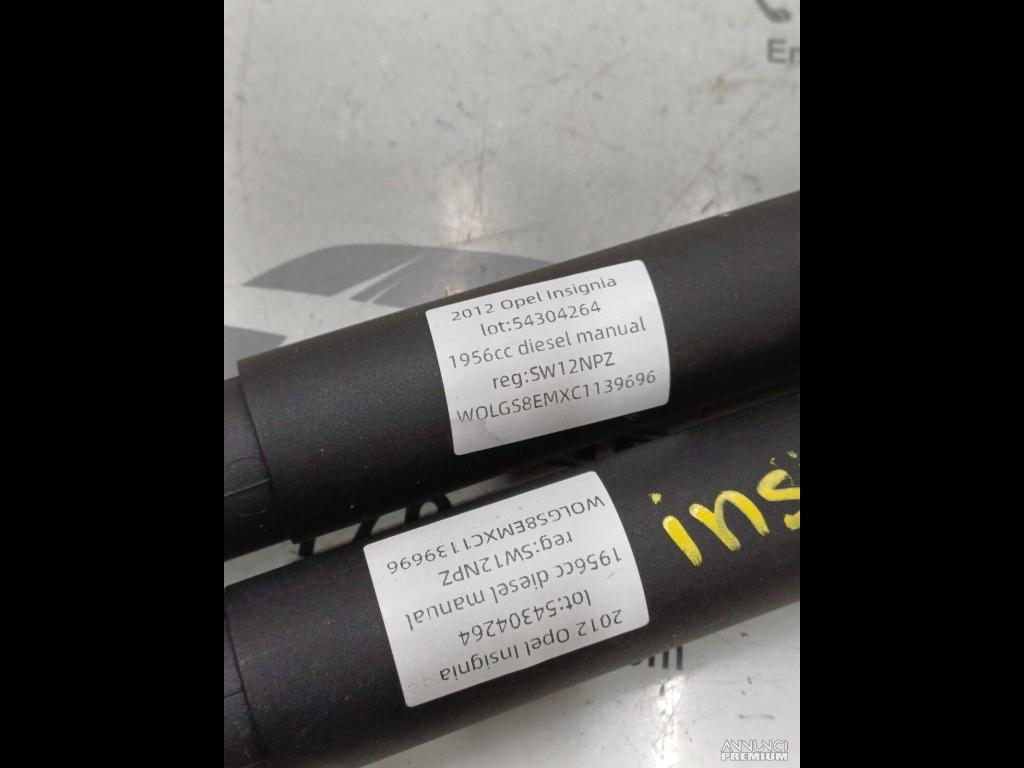 2012 Opel Insignia
lot:54304264
1956cc diesel manual
reg:SW12NPZ
WOLGS8EMXC1139696
2012 Opel Insignia
lot:54304264
1956cc diesel manual
reg:SW12NPZ
WOLGS8EMXC1139696
ins
ANNUNCI
PREMIUM